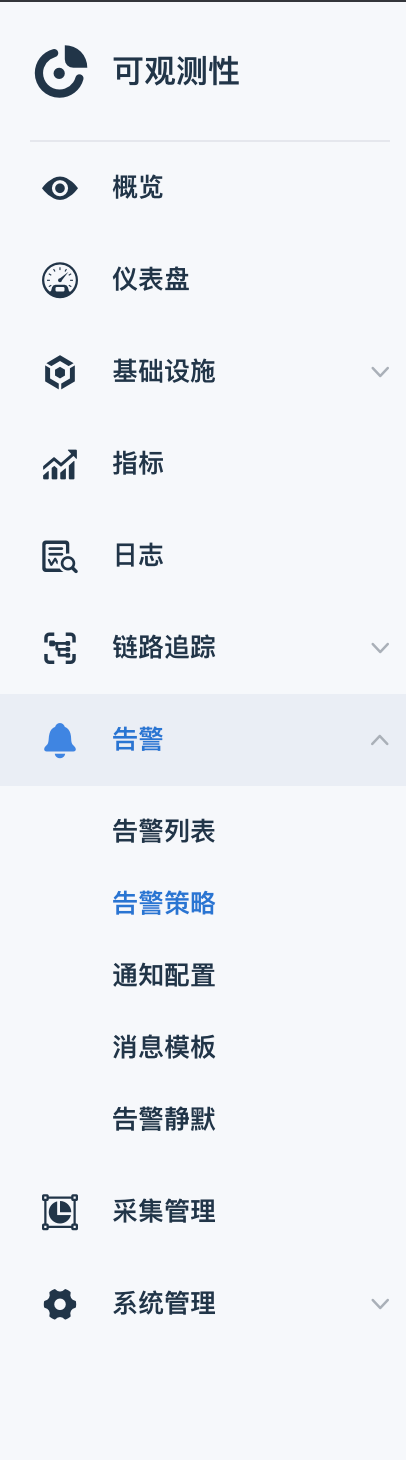 可观测性
概览
仪表盘
基础设施
指标
日志
链路追踪
告警
告警列表
告警策略
通知配置
消息模板
告警静默
采集管理
系统管理